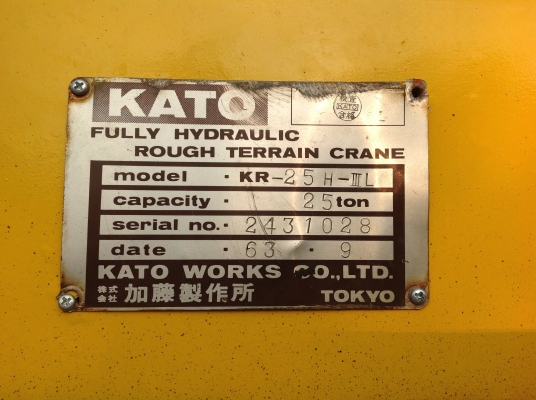 KATO
KATO
FULLY HYDRAULIC
ROUGH TERRAIN CRANE
model · KR-25H-ⅢL
capacity · 25ton
serial no. · 2431028
date · 63 · 9
KATO WORKS CO.,LTD.
株式会社 加藤製作所 TOKYO